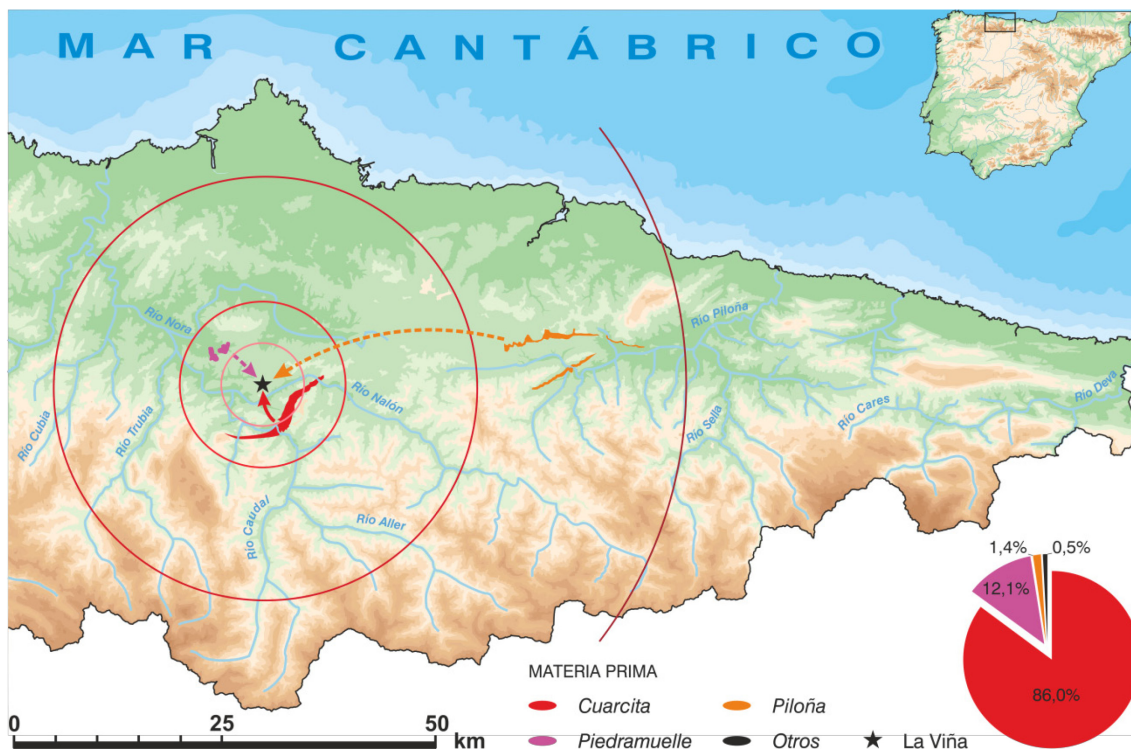 MAR CANTÁBRICO
Río Nora
Río Piloña
Río Cubia
Río Trubia
Río Nalón
Río Sella
Río Cares
Río Deva
Río Caudal
Río Aller
1,4%
0,5%
12,1%
86,0%
MATERIA PRIMA
Cuarcita
Piloña
Piedramuelle
Otros
La Viña
0 25 50
km